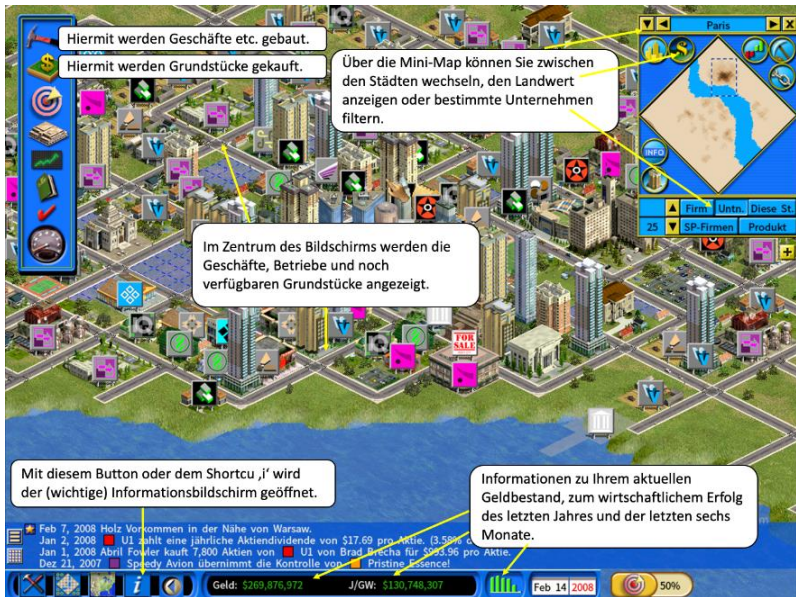 Paris
Hiermit werden Geschäfte etc. gebaut.
Hiermit werden Grundstücke gekauft.
Über die Mini-Map können Sie zwischen
den Städten wechseln, den Landwert
anzeigen oder bestimmte Unternehmen
filtern.
INFO
Firm Untn. Diese St.
25 SP-Firmen Produkt
Im Zentrum des Bildschirms werden die
Geschäfte, Betriebe und noch
verfügbaren Grundstücke angezeigt.
FOR
SALE
Mit diesem Button oder dem Shortcu ‚i' wird
der (wichtige) Informationsbildschirm geöffnet.
Informationen zu Ihrem aktuellen
Geldbestand, zum wirtschaftlichem Erfolg
des letzten Jahres und der letzten sechs
Monate.
Feb 7, 2008 Holz Vorkommen in der Nähe von Warsaw.
Jan 2, 2008 U1 zahlt eine jährliche Aktiendividende von $17.69 pro Aktie. (3.58%
Jan 1, 2008 Abril Fowler kauft 7,800 Aktien von U1 von Brad Brecha für $993.96 pro Aktie.
Dez 21, 2007 Speedy Avion übernimmt die Kontrolle von Pristine Essence!
Geld: $269,876,972 J/GW: $130,748,307 Feb 14 2008 50%